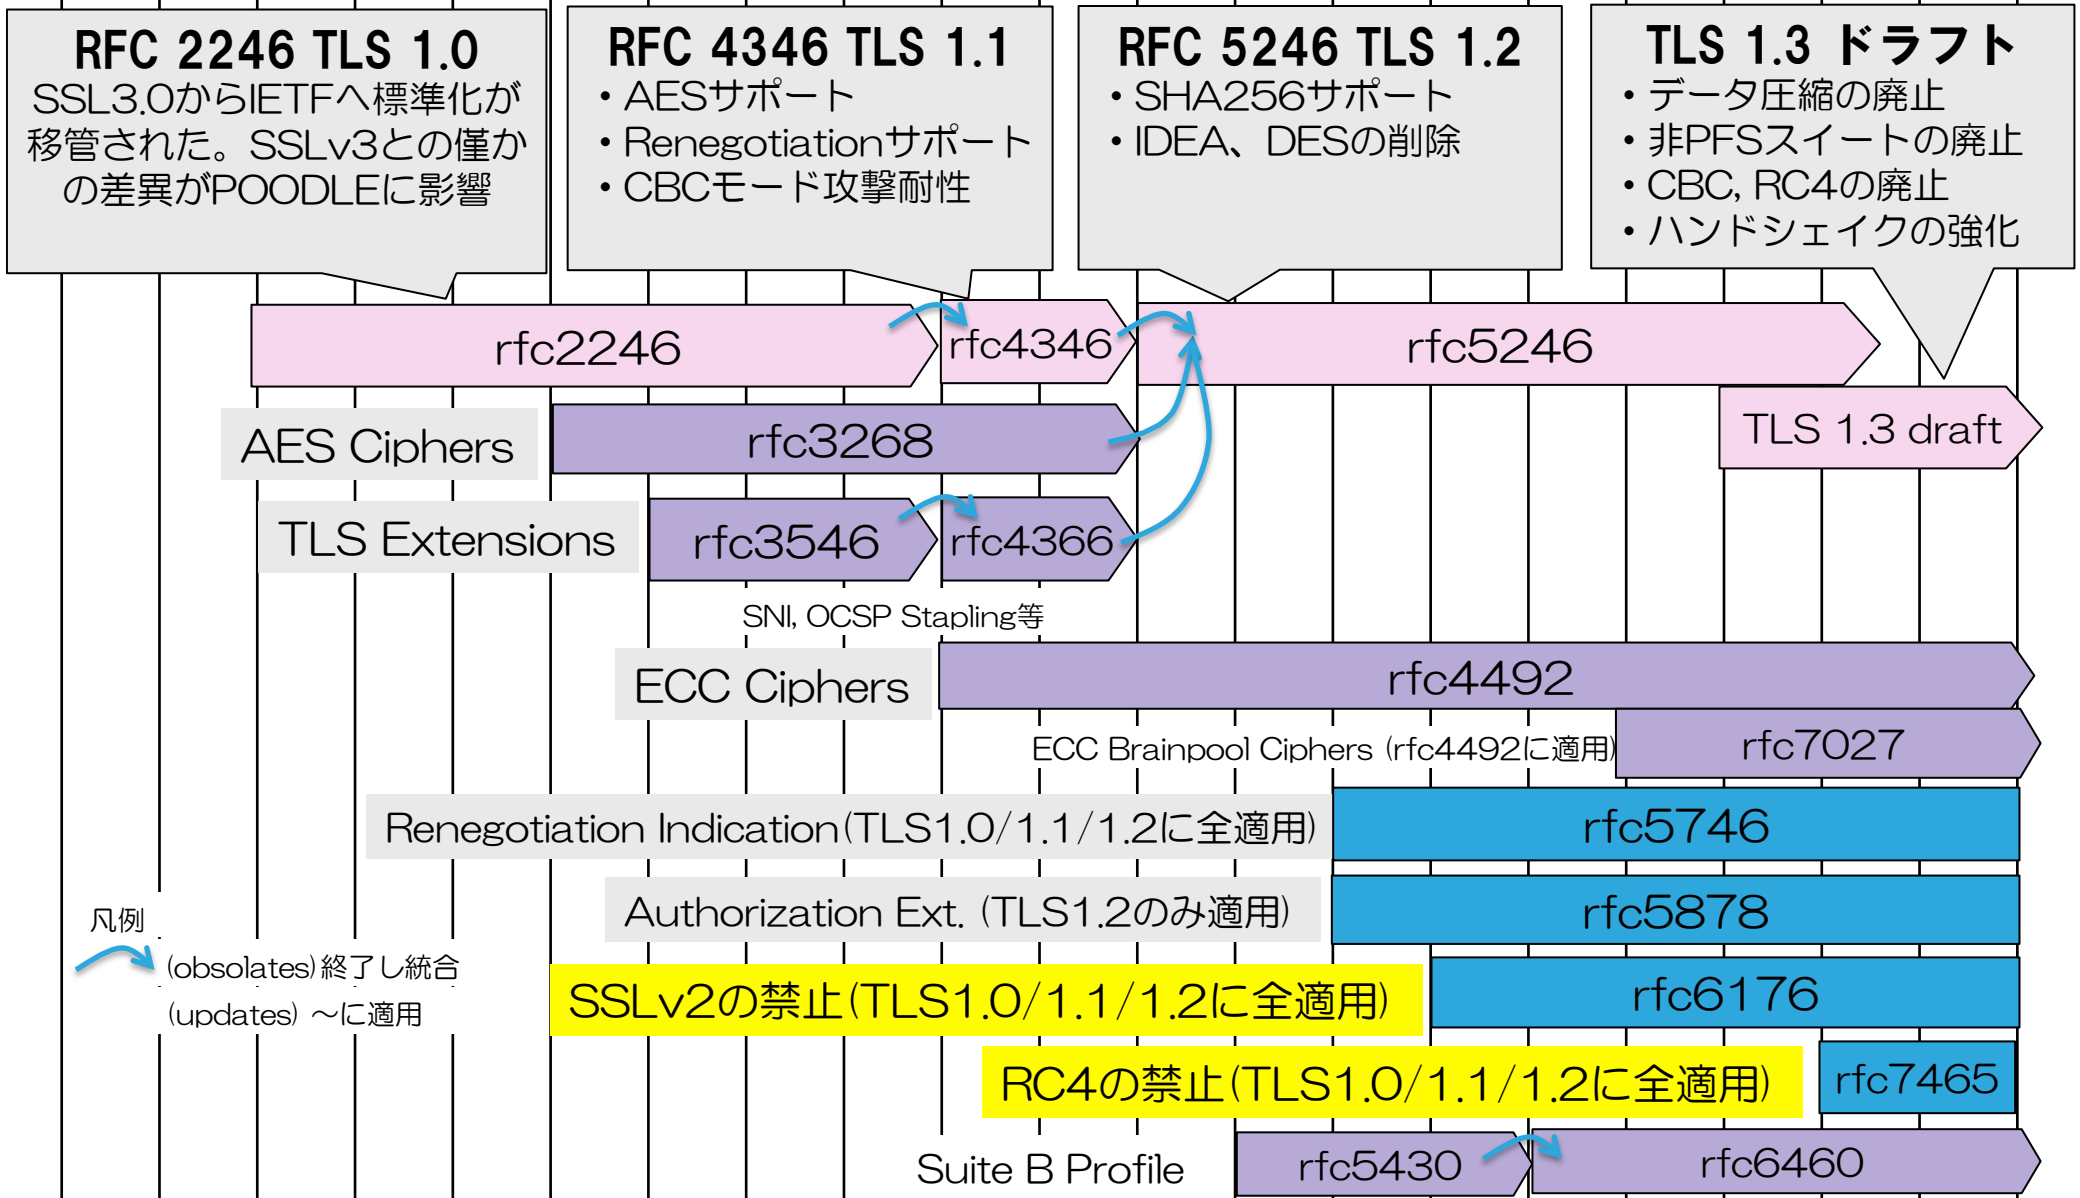 RFC 2246 TLS 1.0
SSL3.0からIETFへ標準化が
移管された。SSLv3との僅か
の差異がPOODLEに影響
RFC 4346 TLS 1.1
・AESサポート
・Renegotiationサポート
・CBCモード攻撃耐性
RFC 5246 TLS 1.2
・SHA256サポート
・IDEA、DESの削除
TLS 1.3 ドラフト
・データ圧縮の廃止
・非PFSスイートの廃止
・CBC, RC4の廃止
・ハンドシェイクの強化
rfc2246
rfc4346
rfc5246
TLS 1.3 draft
AES Ciphers
rfc3268
TLS Extensions
rfc3546
rfc4366
SNI, OCSP Stapling等
ECC Ciphers
rfc4492
ECC Brainpool Ciphers (rfc4492に適用)
rfc7027
Renegotiation Indication(TLS1.0/1.1/1.2に全適用)
rfc5746
Authorization Ext. (TLS1.2のみ適用)
rfc5878
凡例
(obsolates)終了し統合
(updates) ～に適用
SSLv2の禁止(TLS1.0/1.1/1.2に全適用)
rfc6176
RC4の禁止(TLS1.0/1.1/1.2に全適用)
rfc7465
Suite B Profile
rfc5430
rfc6460